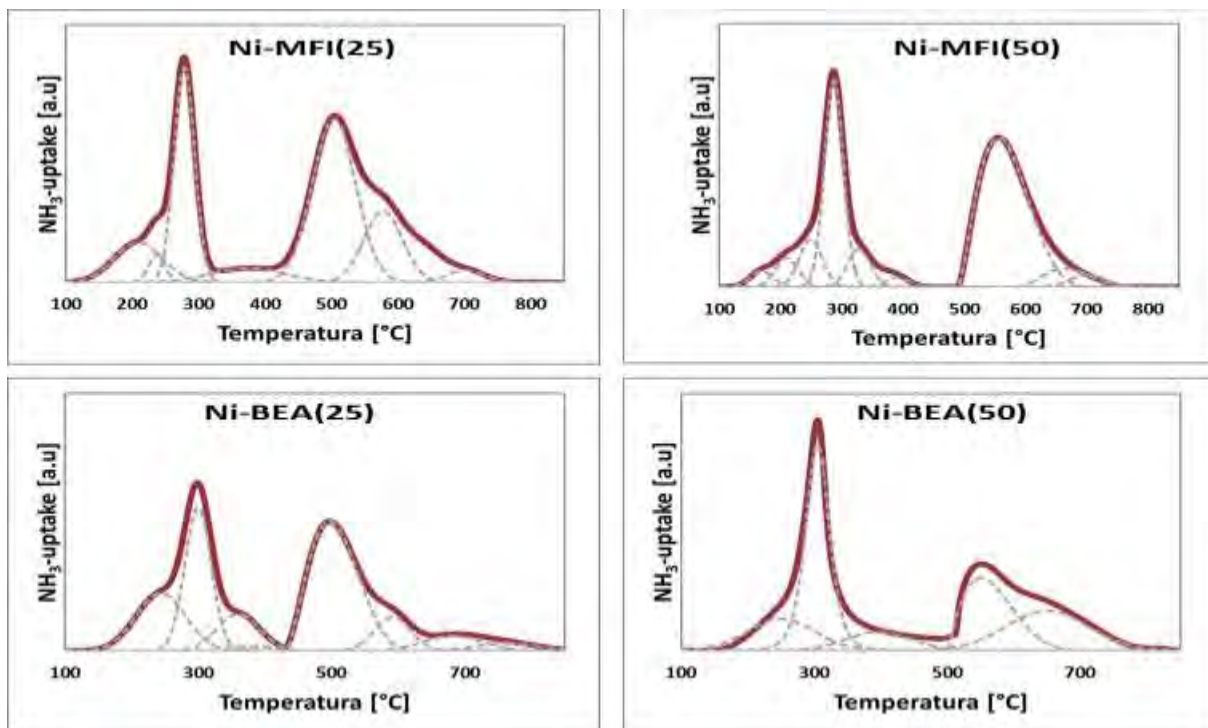 Ni-MFI(25)
NH₃-uptake [a.u]
100 200 300 400 500 600 700 800
Temperatura [°C]
Ni-MFI(50)
NH₃-uptake [a.u]
100 200 300 400 500 600 700 800
Temperatura [°C]
Ni-BEA(25)
NH₃-uptake [a.u]
100 300 500 700
Temperatura [°C]
Ni-BEA(50)
NH₃-uptake [a.u]
100 300 500 700
Temperatura [°C]